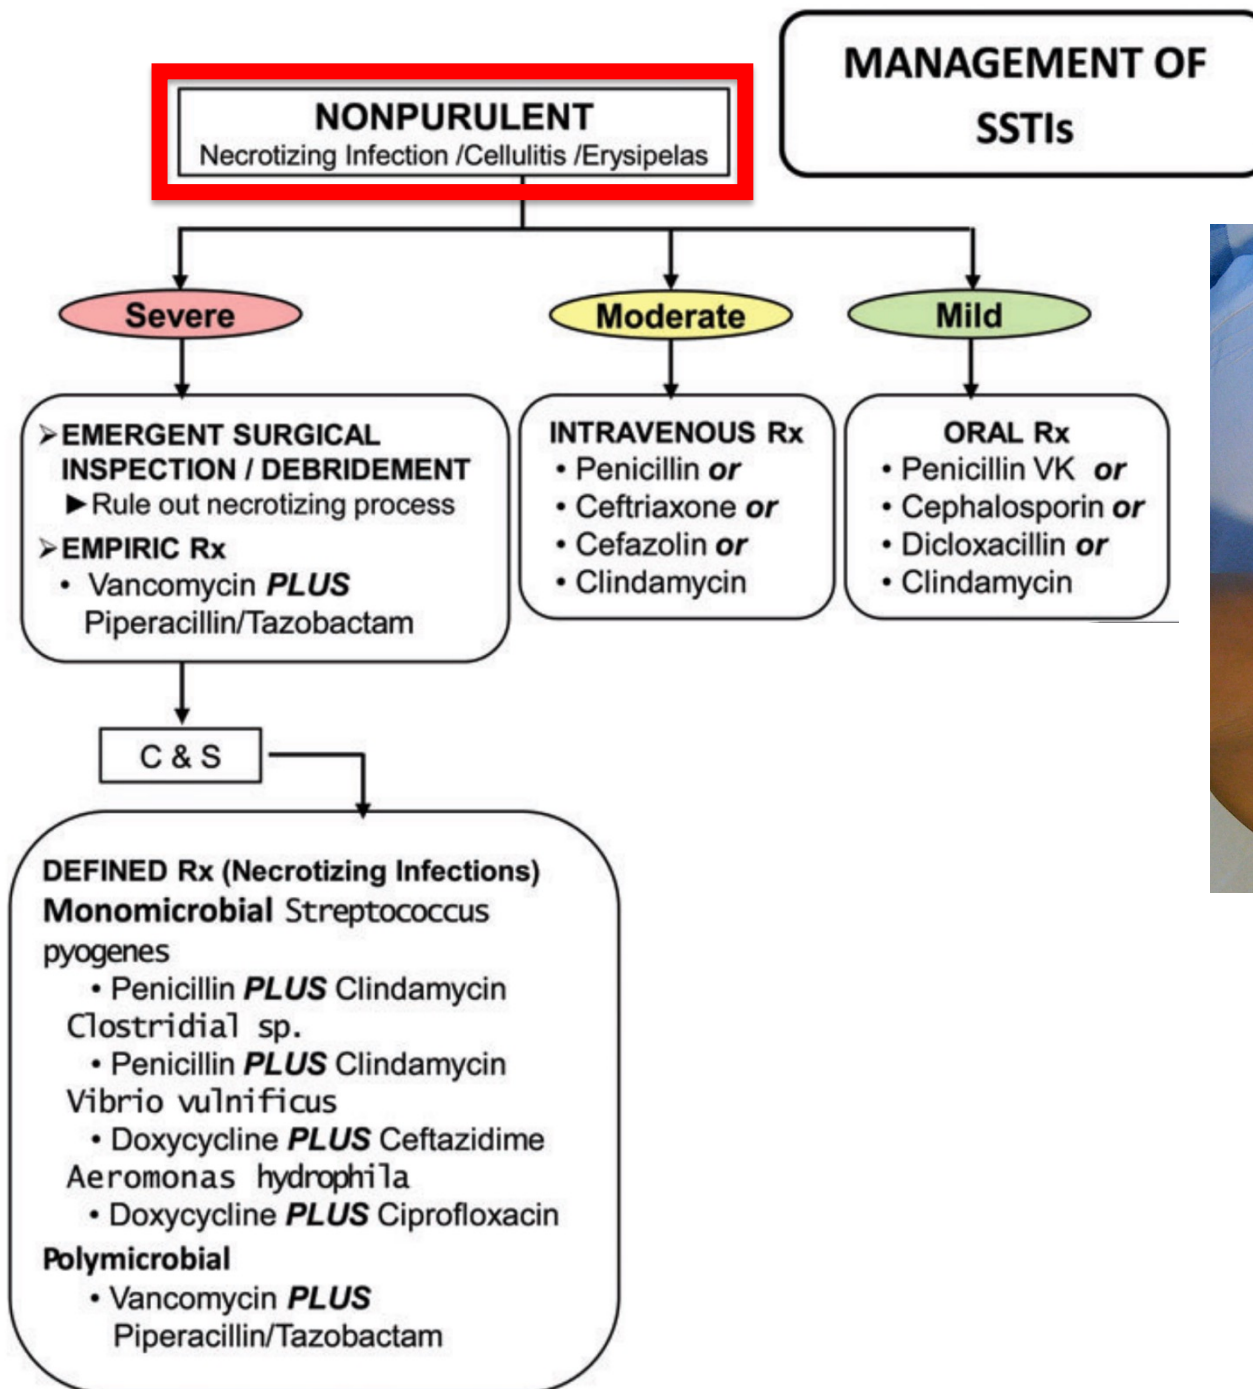 MANAGEMENT OF
SSTIs
NONPURULENT
Necrotizing Infection /Cellulitis /Erysipelas
Severe
Moderate
Mild
➢EMERGENT SURGICAL
INSPECTION / DEBRIDEMENT
►Rule out necrotizing process
➢EMPIRIC Rx
• Vancomycin PLUS
Piperacillin/Tazobactam
INTRAVENOUS Rx
• Penicillin or
• Ceftriaxone or
• Cefazolin or
• Clindamycin
ORAL Rx
• Penicillin VK or
• Cephalosporin or
• Dicloxacillin or
• Clindamycin
C & S
DEFINED Rx (Necrotizing Infections)
Monomicrobial Streptococcus
pyogenes
• Penicillin PLUS Clindamycin
Clostridial sp.
• Penicillin PLUS Clindamycin
Vibrio vulnificus
• Doxycycline PLUS Ceftazidime
Aeromonas hydrophila
• Doxycycline PLUS Ciprofloxacin
Polymicrobial
• Vancomycin PLUS
Piperacillin/Tazobactam